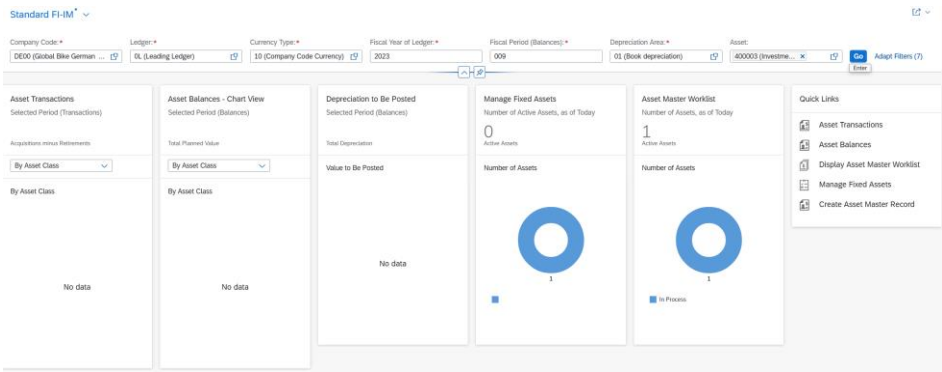 Standard FI-IM*
Company Code:*
Ledger:*
Currency Type:*
Fiscal Year of Ledger:*
Fiscal Period (Balances):*
Depreciation Area:*
Asset:
DE00 (Global Bike German ...
0L (Leading Ledger)
10 (Company Code Currency)
2023
009
01 (Book depreciation)
400003 (Investme... ×
Go
Adapt Filters (7)
Enter
Asset Transactions
Selected Period (Transactions)
Acquisitions minus Retirements
By Asset Class
By Asset Class
No data
Asset Balances - Chart View
Selected Period (Balances)
Total Planned Value
By Asset Class
By Asset Class
No data
Depreciation to Be Posted
Selected Period (Balances)
Total Depreciation
Value to Be Posted
No data
Manage Fixed Assets
Number of Active Assets, as of Today
0
Active Assets
Number of Assets
1
Asset Master Worklist
Number of Assets, as of Today
1
Active Assets
Number of Assets
1
In Process
Quick Links
Asset Transactions
Asset Balances
Display Asset Master Worklist
Manage Fixed Assets
Create Asset Master Record